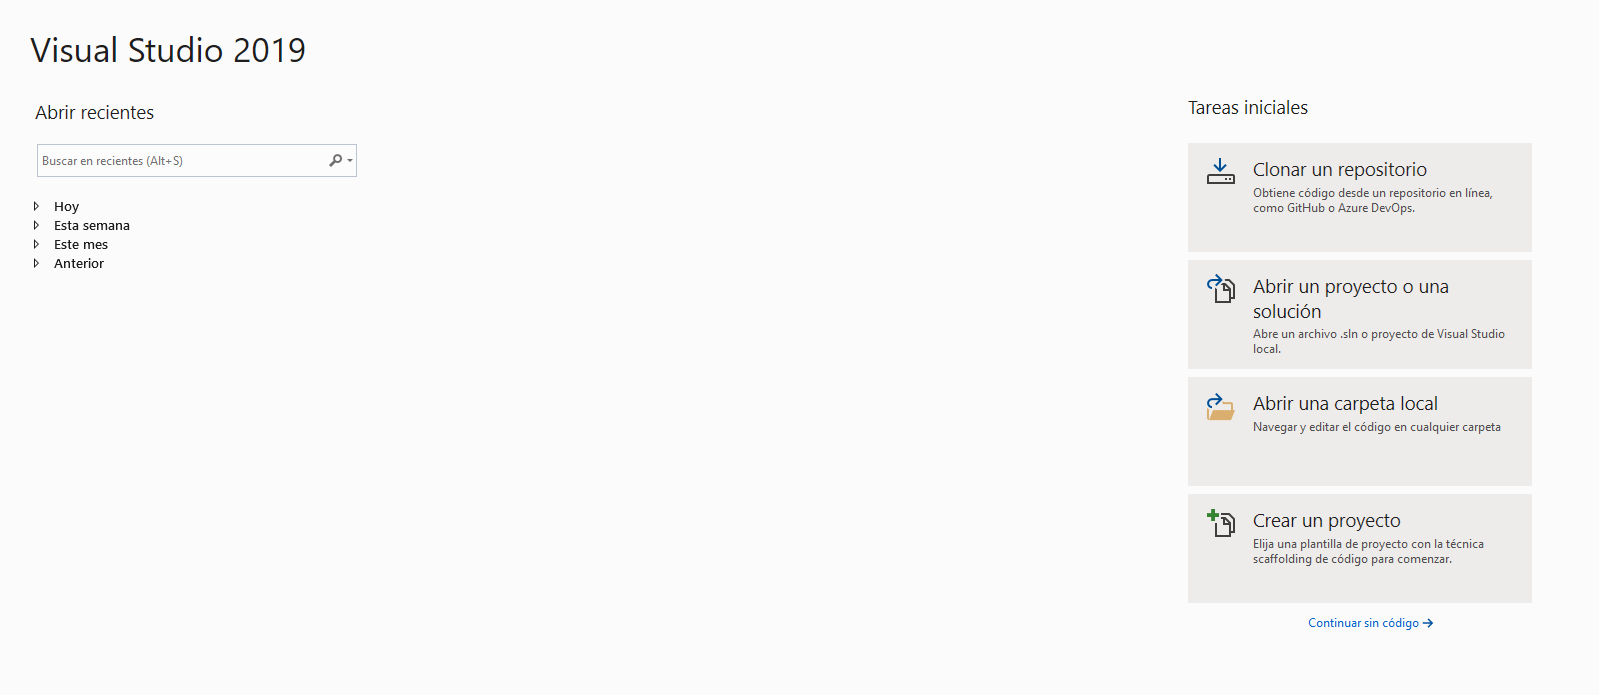 Visual Studio 2019
Abrir recientes
Buscar en recientes (Alt+S)
Hoy
Esta semana
Este mes
Anterior
Tareas iniciales
Clonar un repositorio
Obtiene código desde un repositorio en línea,
como GitHub o Azure DevOps.
Abrir un proyecto o una
solución
Abre un archivo .sln o proyecto de Visual Studio
local.
Abrir una carpeta local
Navegar y editar el código en cualquier carpeta
Crear un proyecto
Elija una plantilla de proyecto con la técnica
scaffolding de código para comenzar.
Continuar sin código →